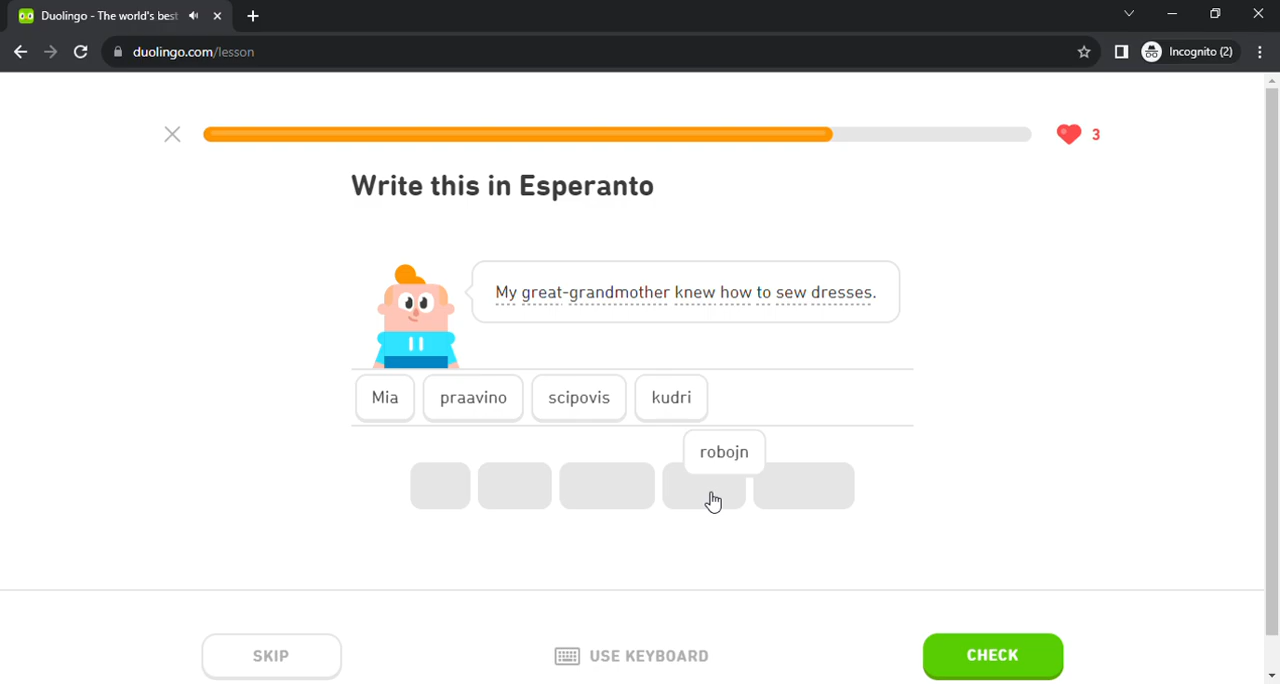 Duolingo - The world's best
duolingo.com/lesson
Incognito (2)
3
Write this in Esperanto
My great-grandmother knew how to sew dresses.
Mia praavino scipovis kudri
robojn
SKIP
USE KEYBOARD
CHECK